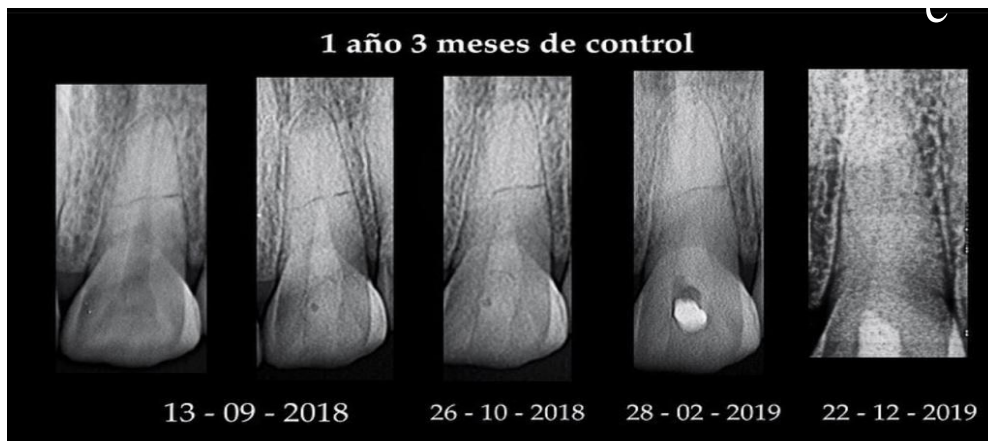 1 año 3 meses de control
13 - 09 - 2018
26 - 10 - 2018
28 - 02 - 2019
22 - 12 - 2019